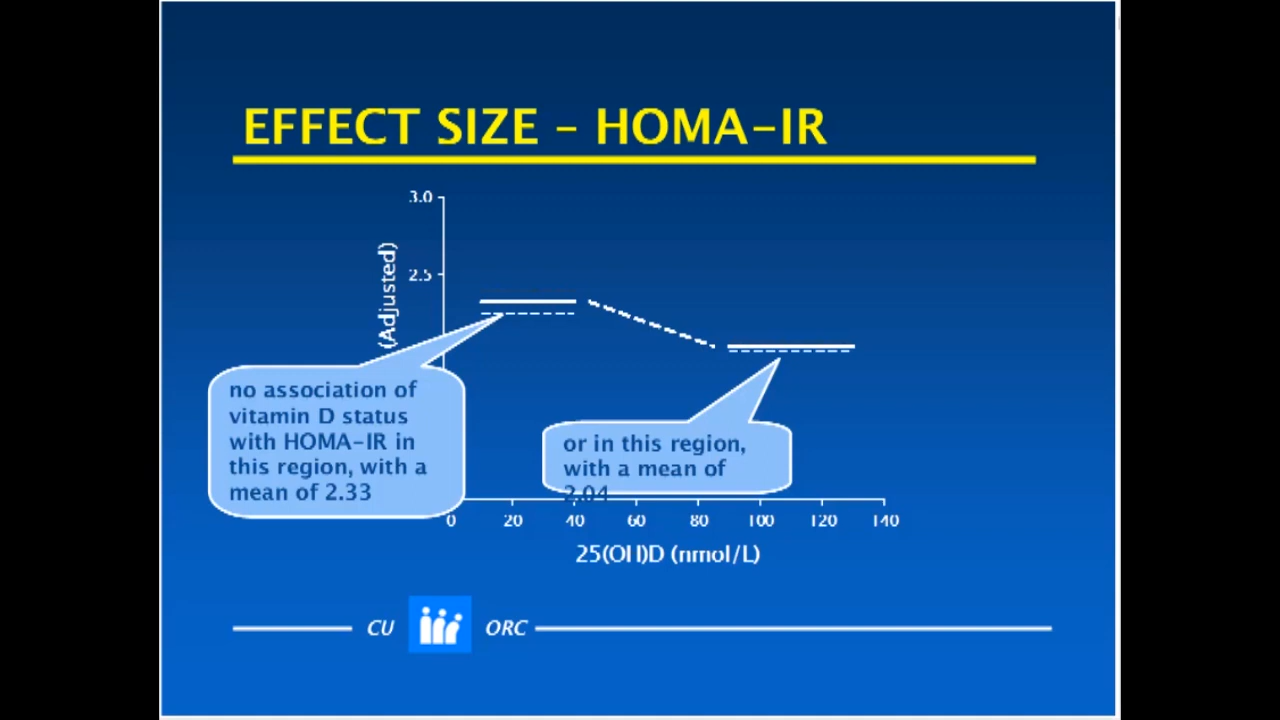 EFFECT SIZE – HOMA-IR
3.0
2.5
(Adjusted)
no association of
vitamin D status
with HOMA-IR in
this region, with a
mean of 2.33
or in this region,
with a mean of
2.04
0 20 40 60 80 100 120 140
25(OH)D (nmol/L)
CU ORC